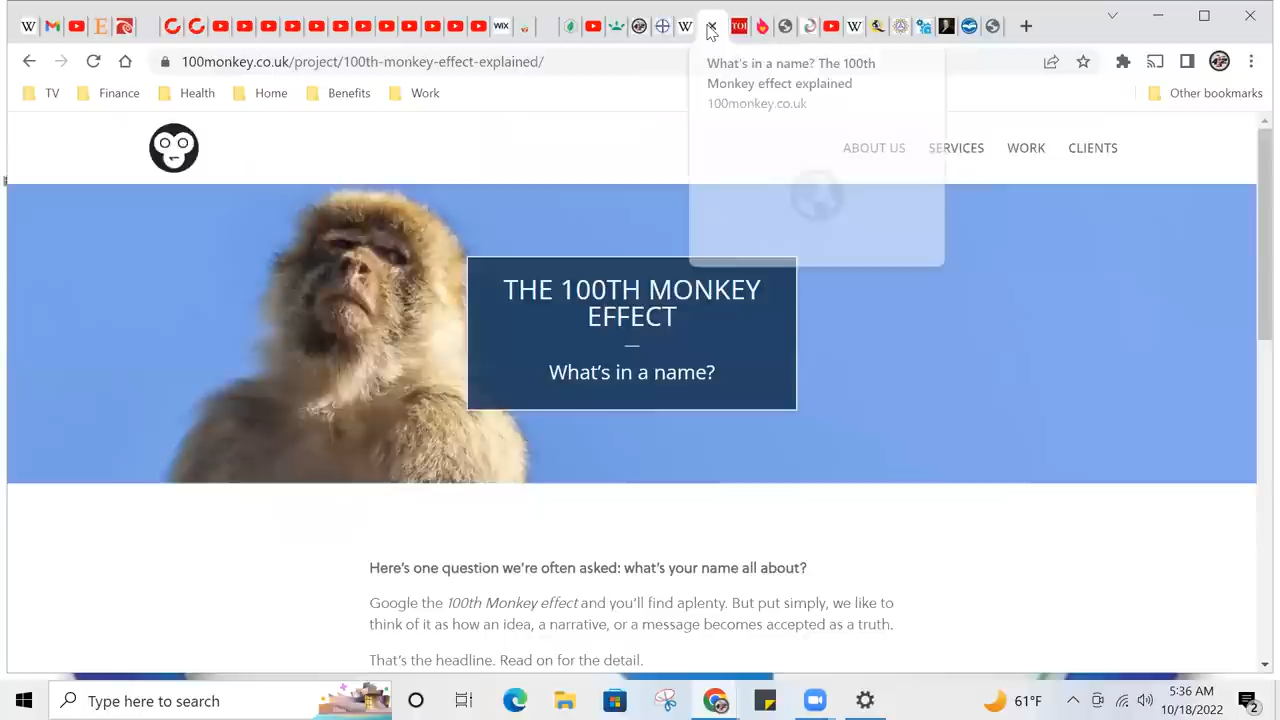 WIX
TOI
100monkey.co.uk/project/100th-monkey-effect-explained/
What's in a name? The 100th
Monkey effect explained
100monkey.co.uk
TV
Finance
Health
Home
Benefits
Work
Other bookmarks
ABOUT US
SERVICES
WORK
CLIENTS
THE 100TH MONKEY
EFFECT
What's in a name?
Here's one question we're often asked: what's your name all about?
Google the 100th Monkey effect and you'll find aplenty. But put simply, we like to
think of it as how an idea, a narrative, or a message becomes accepted as a truth.
That's the headline. Read on for the detail.
Type here to search
61°F
5:36 AM
10/18/2022
2